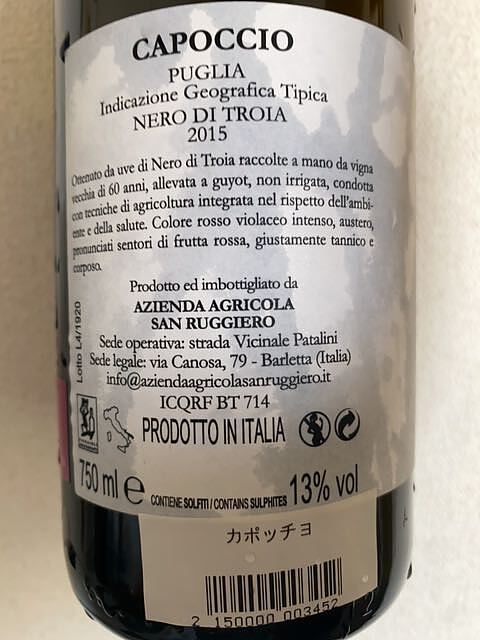 CAPOCCIO
PUGLIA
Indicazione Geografica Tipica
NERO DI TROIA
2015
Ottenuto da uve di Nero di Troia raccolte a mano da vigna
vecchia di 60 anni, allevata a guyot, non irrigata, condotta
con tecniche di agricoltura integrata nel rispetto dell'ambi-
ente e della salute. Colore rosso violaceo intenso, austero,
pronunciati sentori di frutta rossa, giustamente tannico e
corposo.
Prodotto ed imbottigliato da
AZIENDA AGRICOLA
SAN RUGGIERO
Sede operativa: strada Vicinale Patalini
Sede legale: via Canosa, 79 - Barletta (Italia)
info@aziendaagricolasanruggiero.it
ICQRF BT 714
Lotto L4/1920
PRODOTTO IN ITALIA
750 ml e CONTIENE SOLFITI / CONTAINS SULPHITES 13% vol
カポッチョ
2 150000 003452